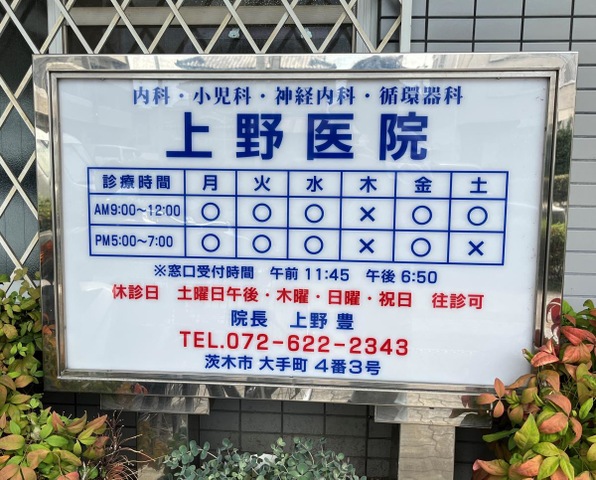 内科・小児科・神経内科・循環器科
上野医院
診療時間 月 火 水 木 金 土
AM9:00〜12:00 ○ ○ ○ × ○ ○
PM5:00〜7:00 ○ ○ ○ × ○ ×
※窓口受付時間 午前 11:45 午後 6:50
休診日 土曜日午後・木曜・日曜・祝日 往診可
院長 上野 豊
TEL.072-622-2343
茨木市 大手町 4番3号